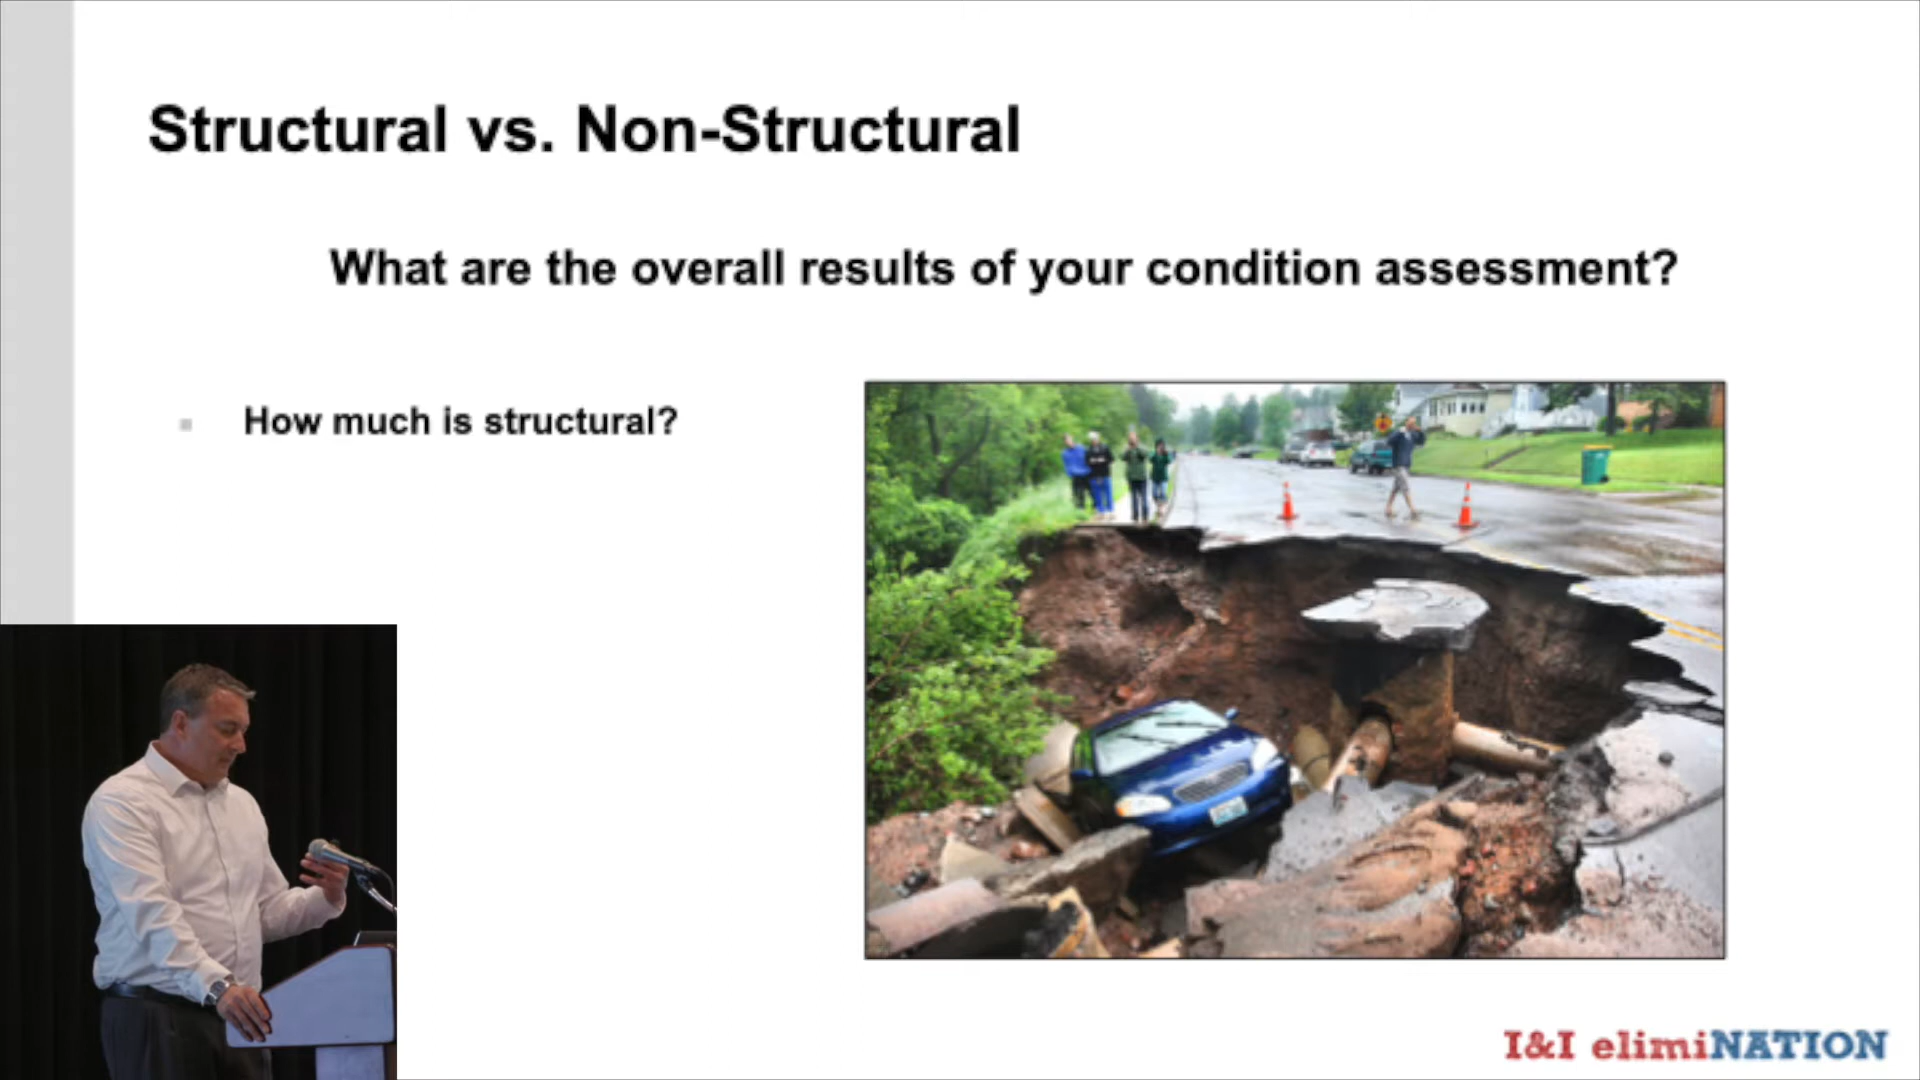 Structural vs. Non-Structural
What are the overall results of your condition assessment?
How much is structural?
I&I elimiNATION